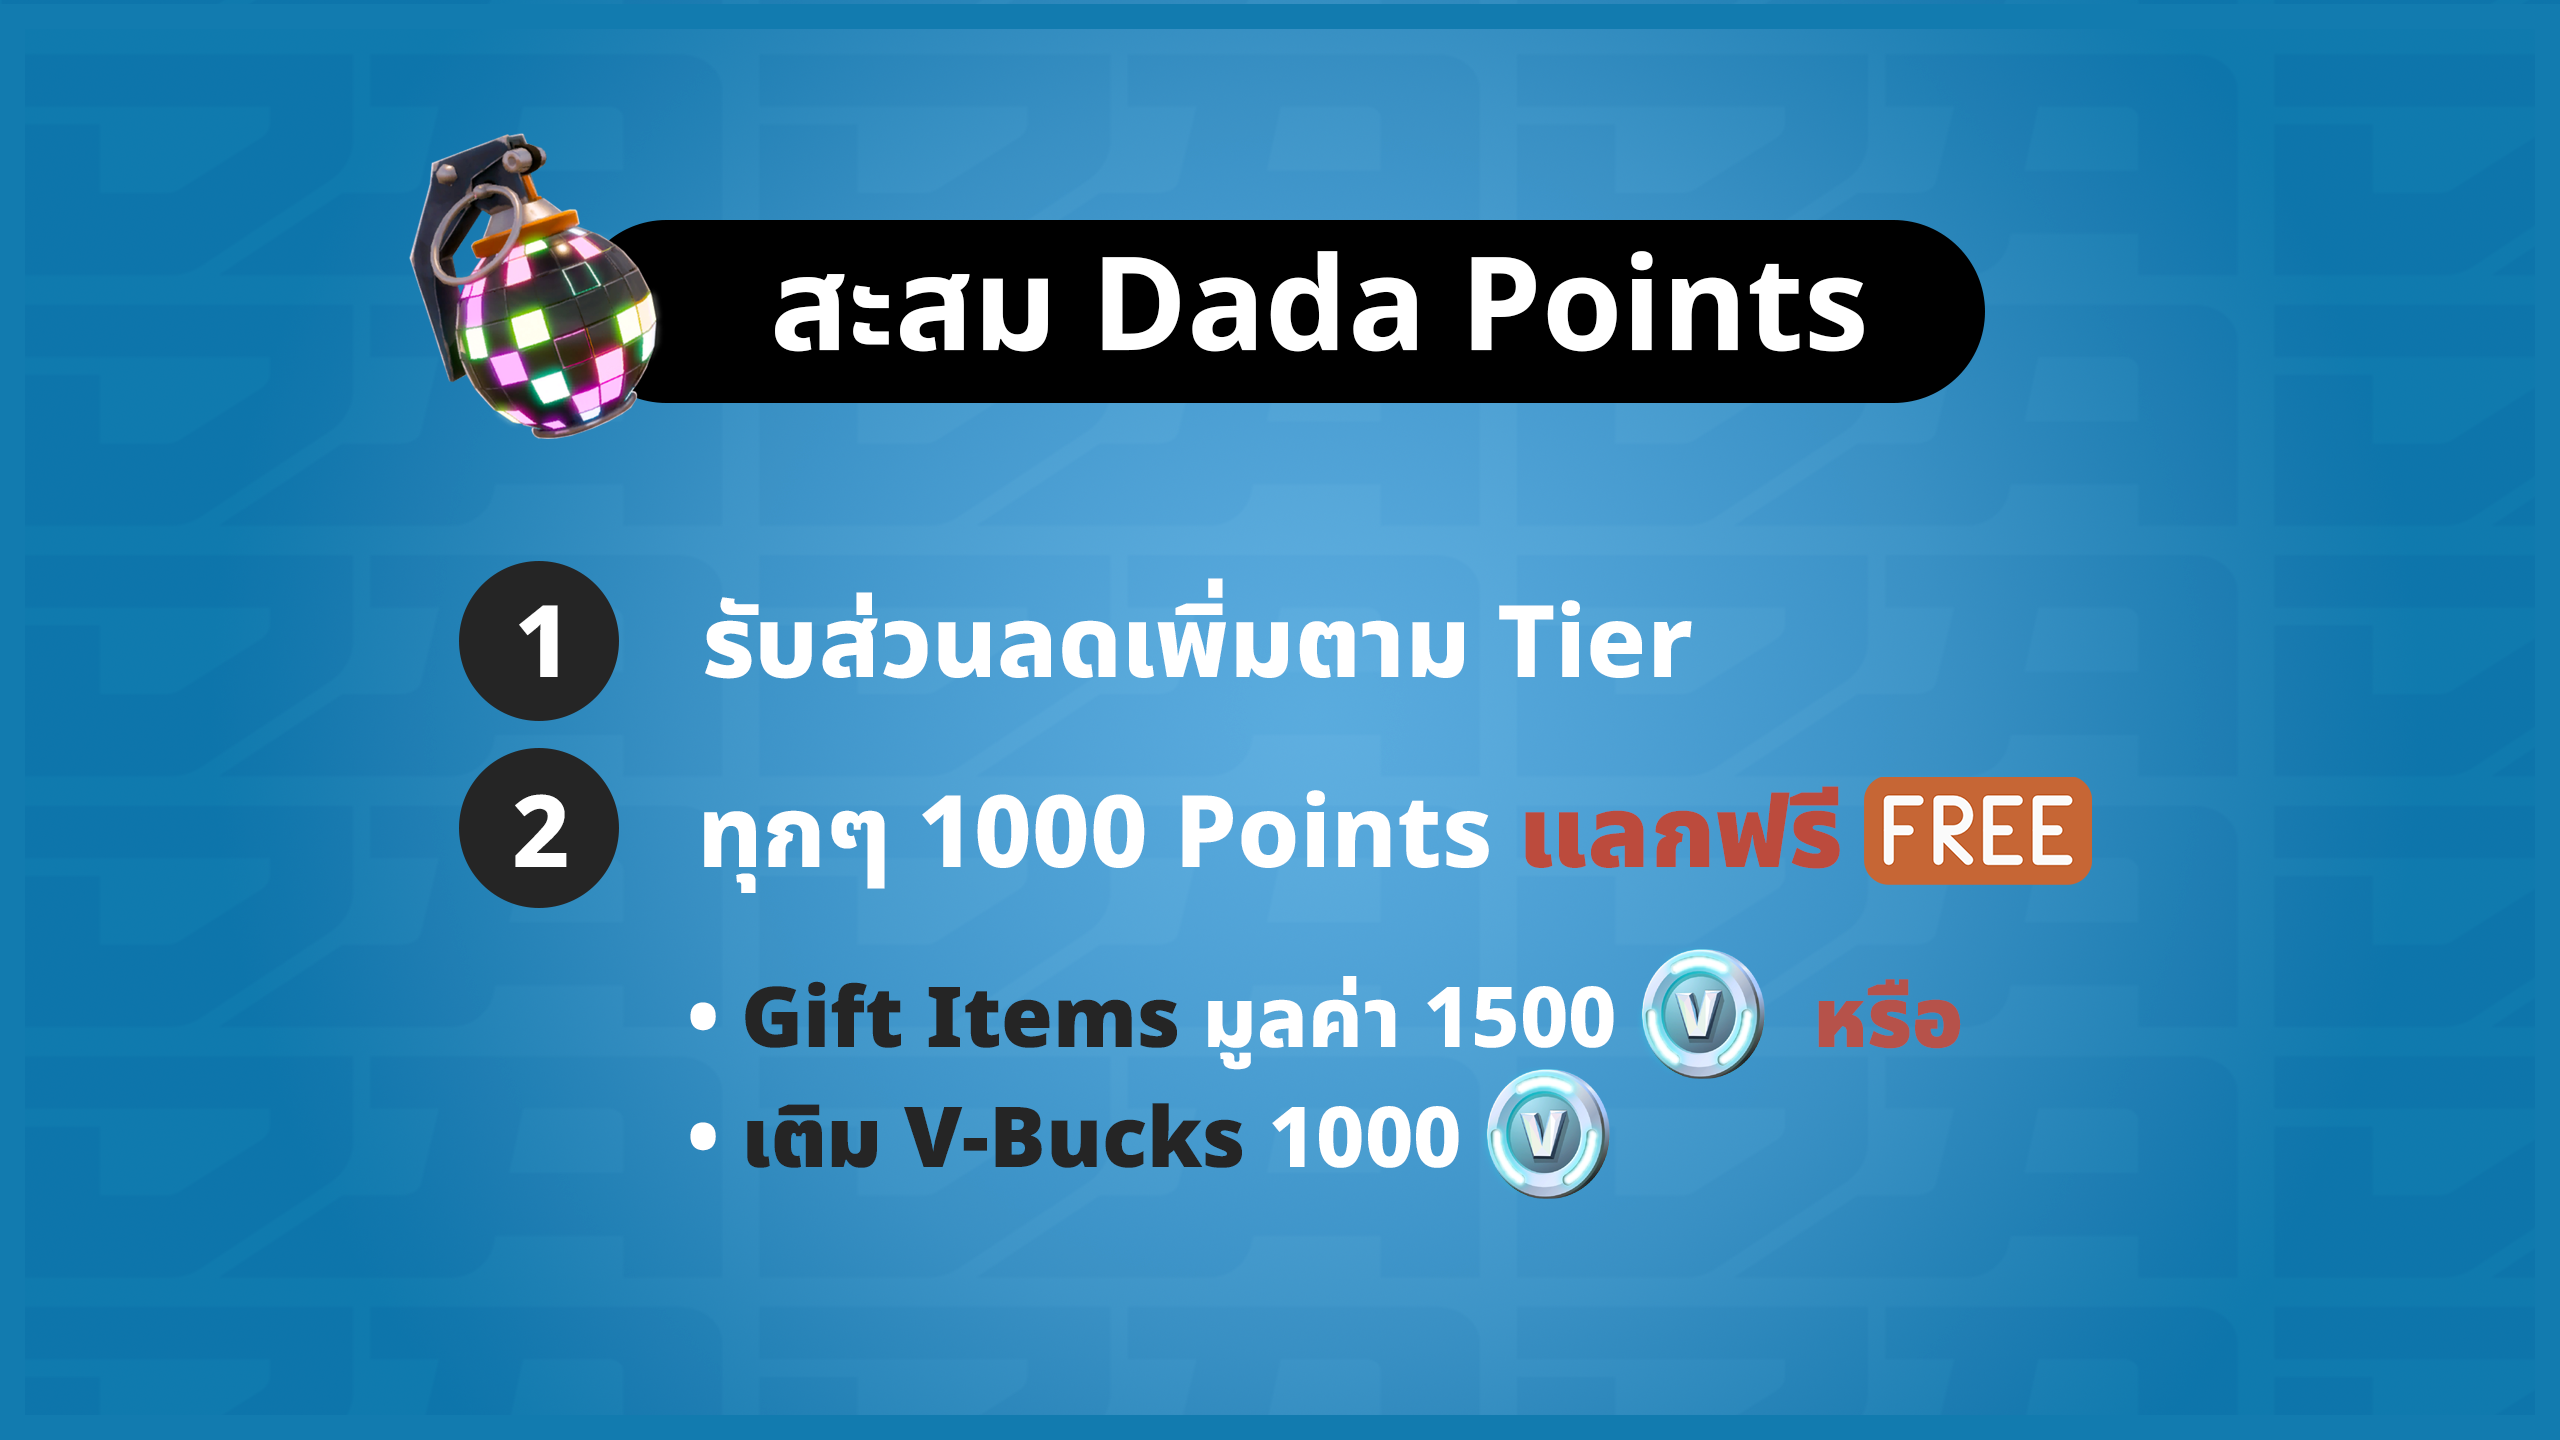 สะสม Dada Points
1 รับส่วนลดเพิ่มตาม Tier
2 ทุกๆ 1000 Points แลกฟรี FREE
• Gift Items มูลค่า 1500 V หรือ
• เติม V-Bucks 1000 V